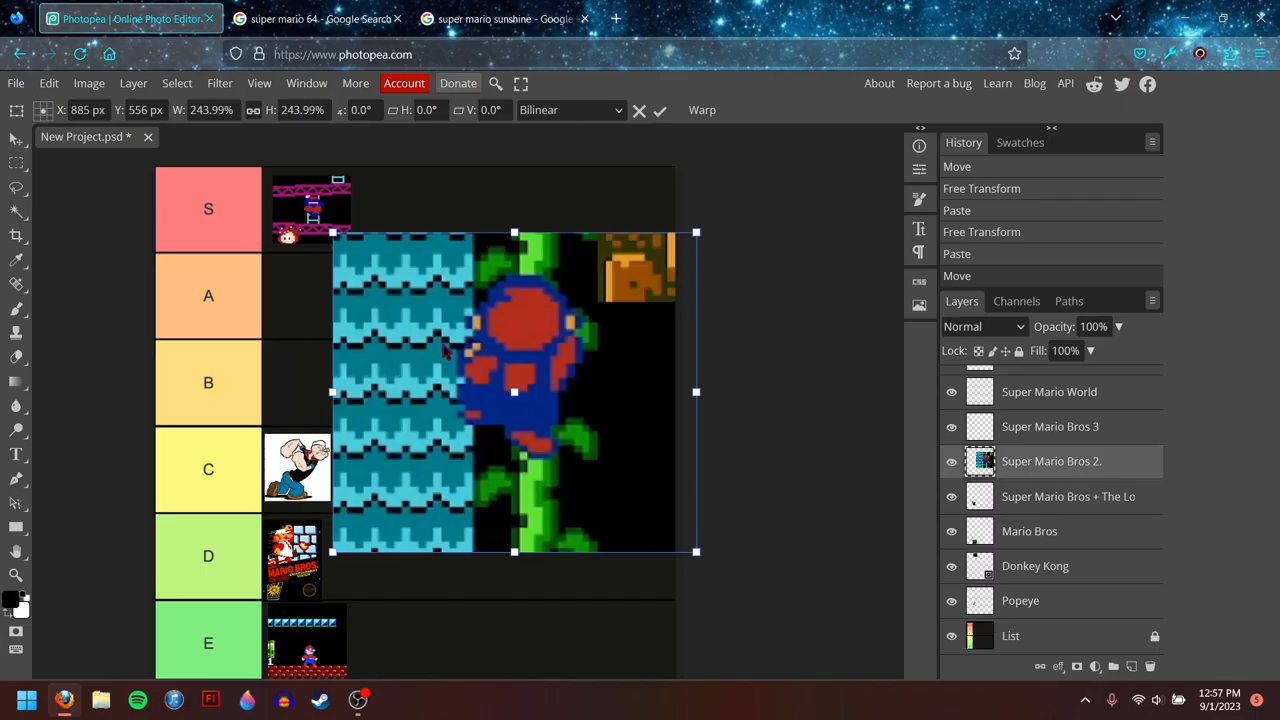 Photopea | Online Photo Editor
super mario 64 - Google Search
super mario sunshine - Google
https://www.photopea.com
File Edit Image Layer Select Filter View Window More Account Donate About Report a bug Learn Blog API
X: 885 px Y: 556 px W: 243.99% H: 243.99% 0.0° H: 0.0° V: 0.0° Bilinear Warp
New Project.psd *
History Swatches
Move
Free Transform
Paste
Free Transform
Paste
Move
CSS
Layers Channels Paths
Normal Opacity: 100%
Lock: Fill: 100%
Super Mario World
Super Mario Bros 3
Super Mario Bros 2.
Super Mario Bros + The Lo
Mario Bros
Donkey Kong
Popeye
List
S
A
B
C
D
E
MARIO BROS.
eff
12:57 PM
9/1/2023
5